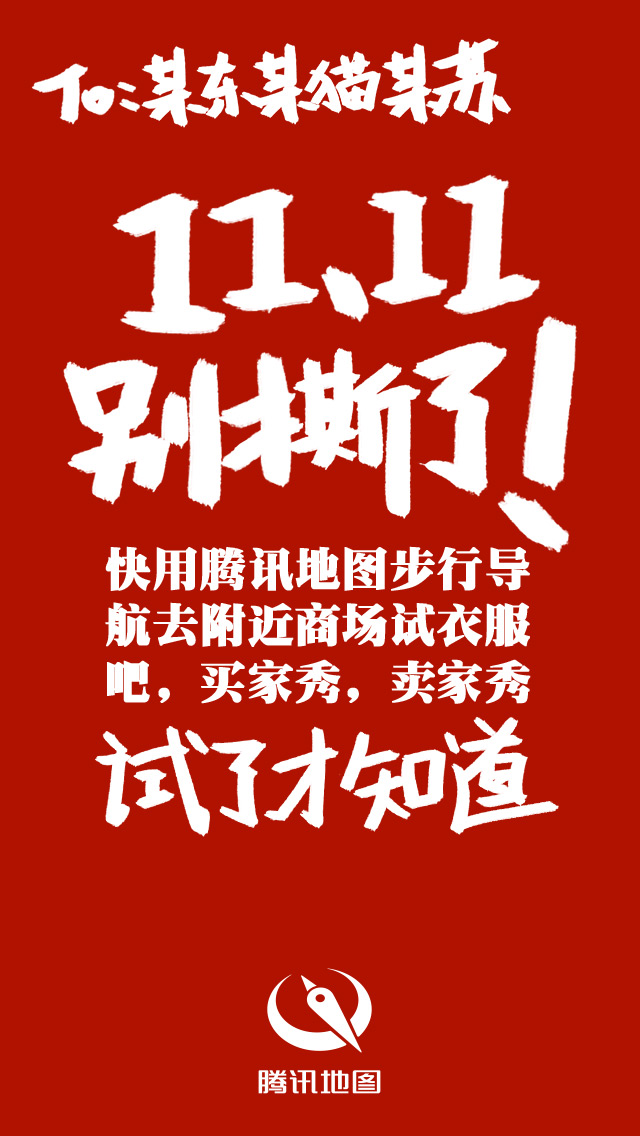 To:某东某猫某苏
11.11
别撕了!
快用腾讯地图步行导
航去附近商场试衣服
吧，买家秀，卖家秀
试了才知道
腾讯地图